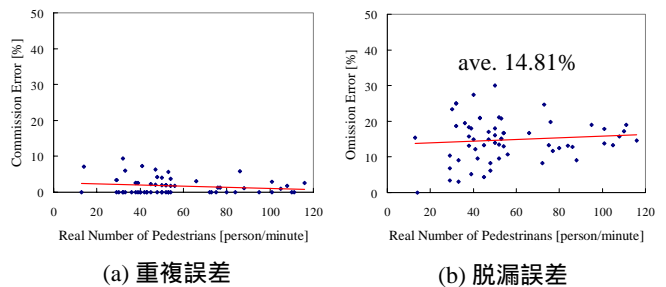 (a)
(b)
50
40
30
20
10
0
Commission Error [%]
0 20 40 60 80 100 120
Real Number of Pedestrians [person/minute]
50
40
30
20
10
0
Omission Error [%]
ave. 14.81%
0 20 40 60 80 100 120
Real Number of Pedestrinans [person/minute]
(a) 重複誤差
(b) 脱漏誤差